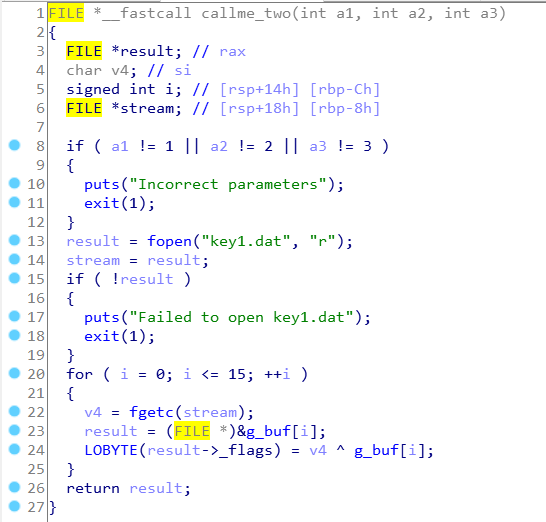 1 FILE *__fastcall callme_two(int a1, int a2, int a3)
2 {
3   FILE *result; // rax
4   char v4; // si
5   signed int i; // [rsp+14h] [rbp-Ch]
6   FILE *stream; // [rsp+18h] [rbp-8h]
7
8   if ( a1 != 1 || a2 != 2 || a3 != 3 )
9   {
10     puts("Incorrect parameters");
11     exit(1);
12   }
13   result = fopen("key1.dat", "r");
14   stream = result;
15   if ( !result )
16   {
17     puts("Failed to open key1.dat");
18     exit(1);
19   }
20   for ( i = 0; i <= 15; ++i )
21   {
22     v4 = fgetc(stream);
23     result = (FILE *)&g_buf[i];
24     LOBYTE(result->_flags) = v4 ^ g_buf[i];
25   }
26   return result;
27 }